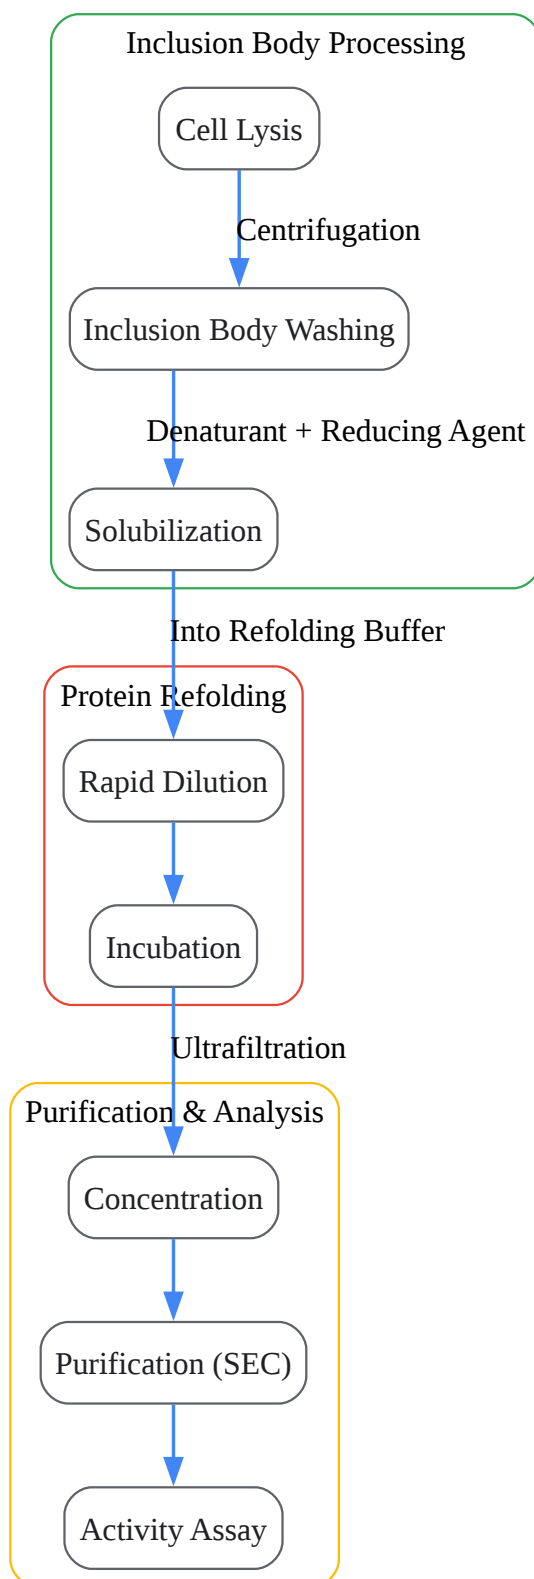 Inclusion Body Processing
Cell Lysis
Centrifugation
Inclusion Body Washing
Denaturant + Reducing Agent
Solubilization
Into Refolding Buffer
Protein Refolding
Rapid Dilution
Incubation
Ultrafiltration
Purification & Analysis
Concentration
Purification (SEC)
Activity Assay